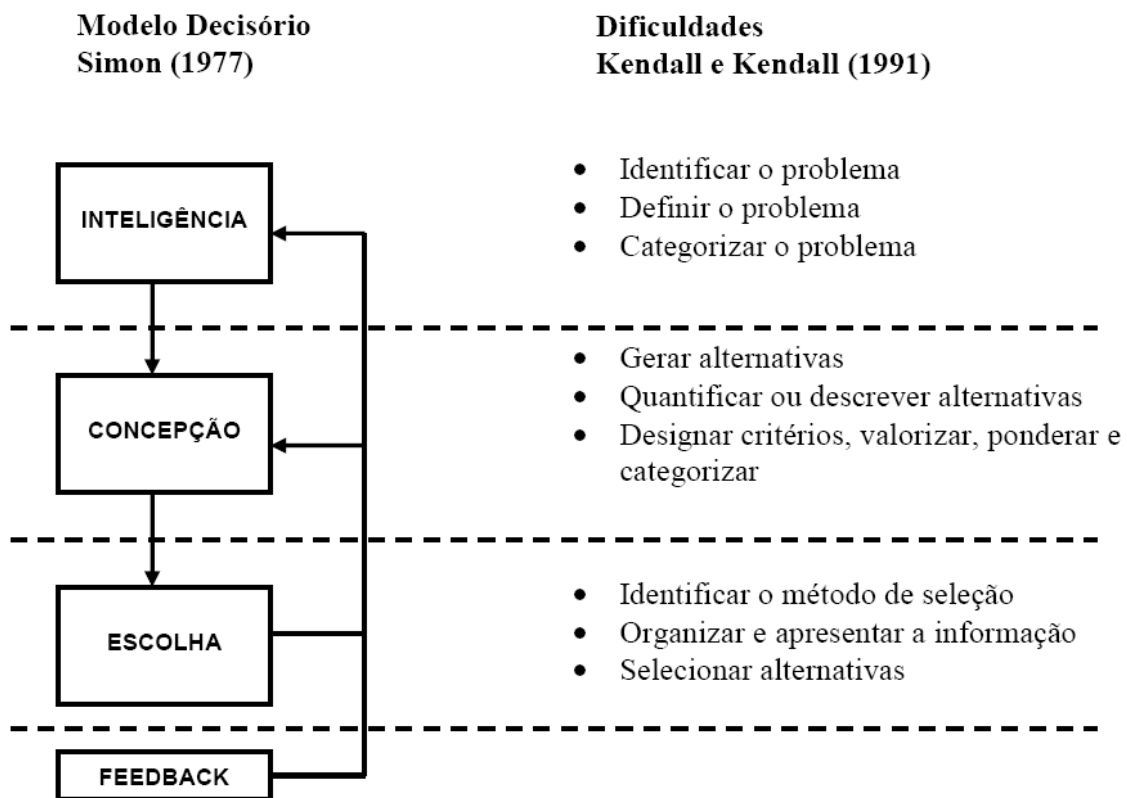 Modelo Decisório
Simon (1977)
Dificuldades
Kendall e Kendall (1991)
INTELIGÊNCIA
• Identificar o problema
• Definir o problema
• Categorizar o problema
CONCEPÇÃO
• Gerar alternativas
• Quantificar ou descrever alternativas
• Designar critérios, valorizar, ponderar e
categorizar
ESCOLHA
• Identificar o método de seleção
• Organizar e apresentar a informação
• Selecionar alternativas
FEEDBACK